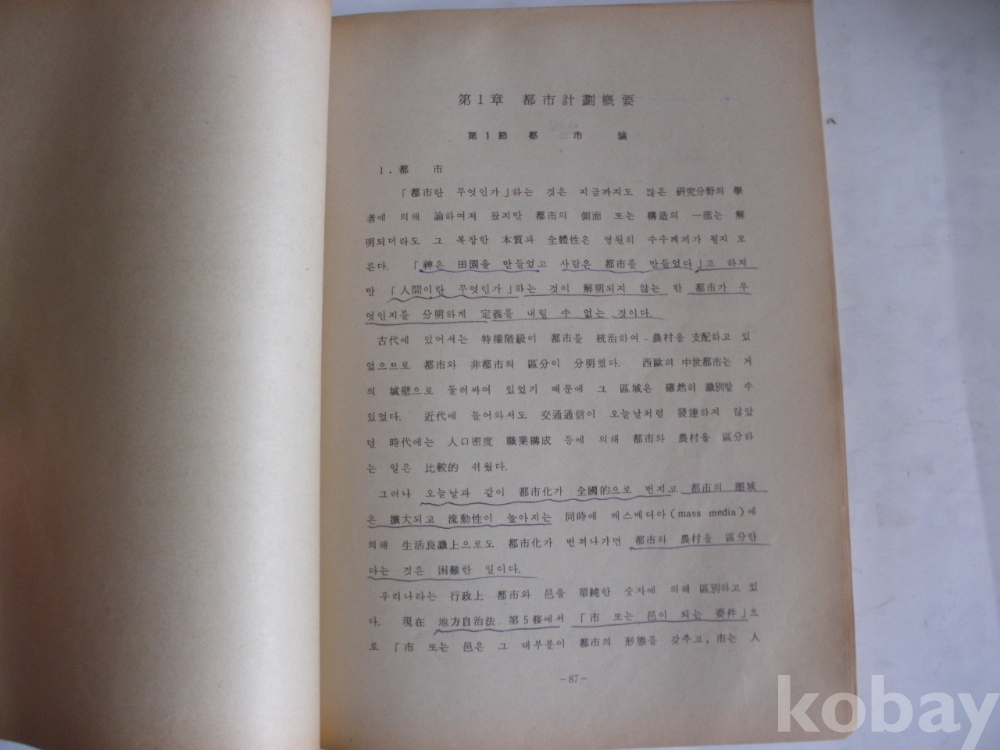 第1章 都市計劃概要
第1節 都 市 論
1. 都 市
「都市란 무엇인가」하는 것은 지금까지도 많은 硏究分野의 學
者에 의해 論하여져 왔지만 都市의 側面 또는 構造의 一部는 解
明되더라도 그 복잡한 本質과 全體性은 영원히 수수께끼가 될지 모
른다. 「神은 田園을 만들었고 사람은 都市를 만들었다」고 하지
만 「人間이란 무엇인가」하는 것이 解明되지 않는 한 都市가 무
엇인지를 分明하게 定義를 내릴 수 없는 것이다.
古代에 있어서는 特權階級이 都市를 統治하여 農村을 支配하고 있
었으므로 都市와 非都市의 區分이 分明했다. 西歐의 中世都市는 거
의 城壁으로 둘러싸여 있었기 때문에 그 區域은 確然히 識別할 수
있었다. 近代에 들어와서도 交通通信이 오늘날처럼 發達하지 않았
던 時代에는 人口密度 職業構成 등에 의해 都市와 農村을 區分하
는 일은 比較的 쉬웠다.
그러나 오늘날과 같이 都市化가 全國的으로 번지고 都市의 圈域
은 擴大되고 流動性이 높아지는 同時에 매스메디아(mass media)에
의해 生活良識上으로도 都市化가 번져나가면 都市와 農村을 區分한
다는 것은 困難한 일이다.
우리나라는 行政上 都市와 邑을 單純한 숫자에 의해 區別하고 있
다. 現在 地方自治法 第5條에서 「市 또는 邑이 되는 要件」으
로 「市 또는 邑은 그 대부분이 都市의 形態를 갖추고, 市는 人
-87-
kobay